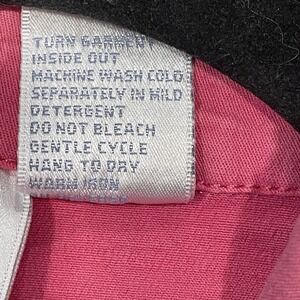 TURN GARMENT
INSIDE OUT
MACHINE WASH COLD
SEPARATELY IN MILD
DETERGENT
DO NOT BLEACH
GENTLE CYCLE
HANG TO DRY
WARM IRON